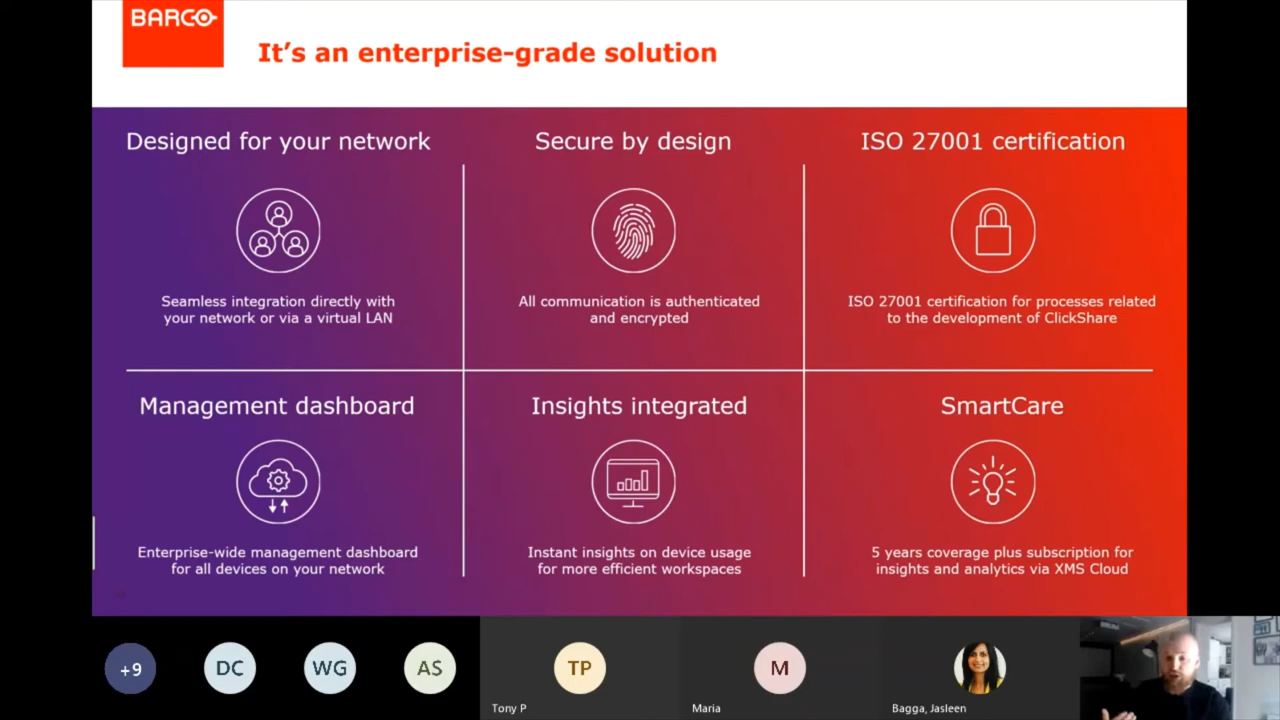 BARCO
It's an enterprise-grade solution
Designed for your network
Seamless integration directly with
your network or via a virtual LAN
Secure by design
All communication is authenticated
and encrypted
ISO 27001 certification
ISO 27001 certification for processes related
to the development of ClickShare
Management dashboard
Enterprise-wide management dashboard
for all devices on your network
Insights integrated
Instant insights on device usage
for more efficient workspaces
SmartCare
5 years coverage plus subscription for
insights and analytics via XMS Cloud
+9
DC
WG
AS
TP
Tony P
M
Maria
Bagga, Jasleen